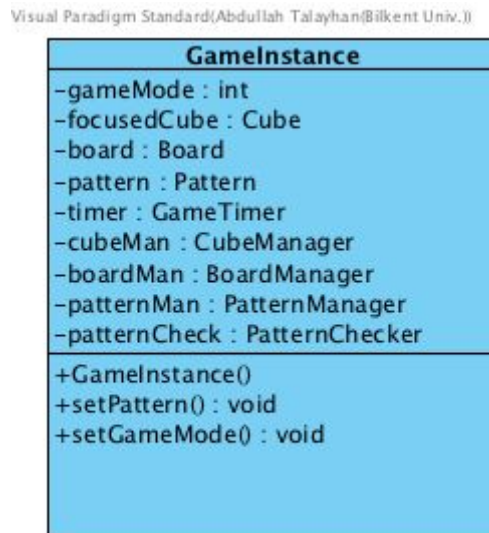 Visual Paradigm Standard(Abdullah Talayhan(Bilkent Univ.))
GameInstance
-gameMode : int
-focusedCube : Cube
-board : Board
-pattern : Pattern
-timer : GameTimer
-cubeMan : CubeManager
-boardMan : BoardManager
-patternMan : PatternManager
-patternCheck : PatternChecker
+GameInstance()
+setPattern() : void
+setGameMode() : void